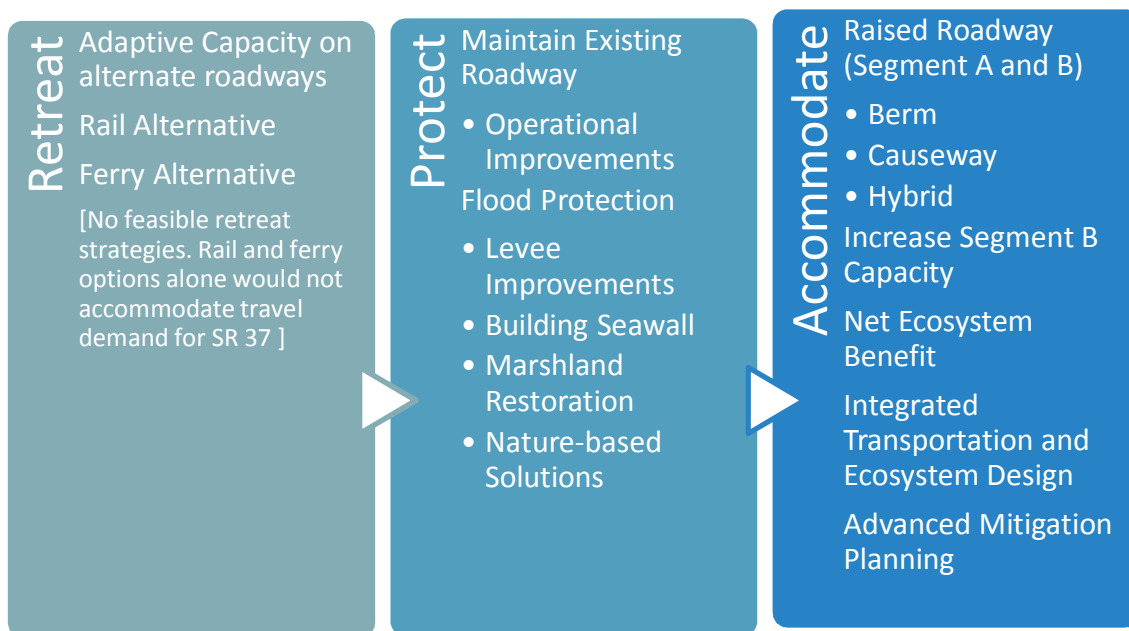 Retreat
Adaptive Capacity on
alternate roadways
Rail Alternative
Ferry Alternative
[No feasible retreat
strategies. Rail and ferry
options alone would not
accommodate travel
demand for SR 37 ]
Protect
Maintain Existing
Roadway
• Operational
Improvements
Flood Protection
• Levee
Improvements
• Building Seawall
• Marshland
Restoration
• Nature-based
Solutions
Accommodate
Raised Roadway
(Segment A and B)
• Berm
• Causeway
• Hybrid
Increase Segment B
Capacity
Net Ecosystem
Benefit
Integrated
Transportation and
Ecosystem Design
Advanced Mitigation
Planning